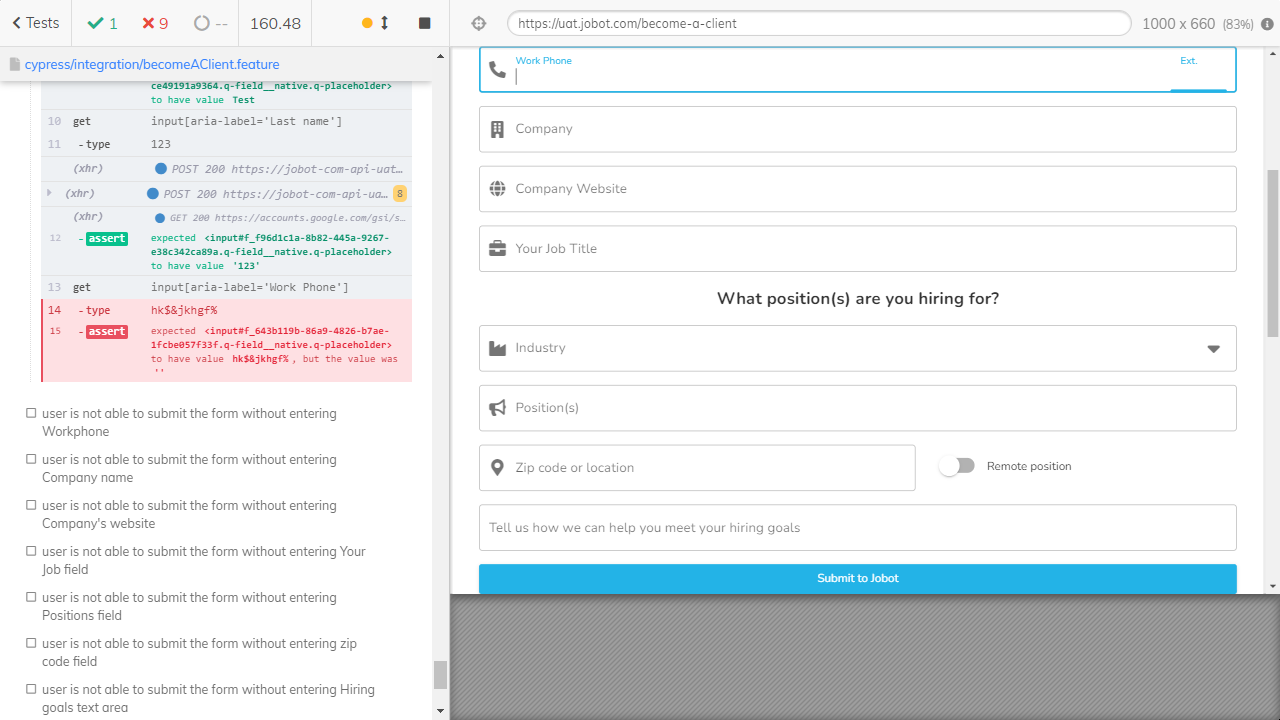 Tests
1
9
--
160.48
https://uat.jobot.com/become-a-client
1000 x 660 (83%)
cypress/integration/becomeAClient.feature
ce49191a9364.q-field__native.q-placeholder>
to have value Test
10 get input[aria-label='Last name']
11 -type 123
(xhr) POST 200 https://jobot-com-api-uat…
(xhr) POST 200 https://jobot-com-api-ua… 8
(xhr) GET 200 https://accounts.google.com/gsi/s…
12 -assert expected <input#f_f96d1c1a-8b82-445a-9267-
e38c342ca89a.q-field__native.q-placeholder>
to have value '123'
13 get input[aria-label='Work Phone']
14 -type hk$&jkhgf%
15 -assert expected <input#f_643b119b-86a9-4826-b7ae-
1fcbe057f33f.q-field__native.q-placeholder>
to have value hk$&jkhgf% , but the value was
''
user is not able to submit the form without entering
Workphone
user is not able to submit the form without entering
Company name
user is not able to submit the form without entering
Company's website
user is not able to submit the form without entering Your
Job field
user is not able to submit the form without entering
Positions field
user is not able to submit the form without entering zip
code field
user is not able to submit the form without entering Hiring
goals text area
Work Phone
Ext.
Company
Company Website
Your Job Title
What position(s) are you hiring for?
Industry
Position(s)
Zip code or location
Remote position
Tell us how we can help you meet your hiring goals
Submit to Jobot